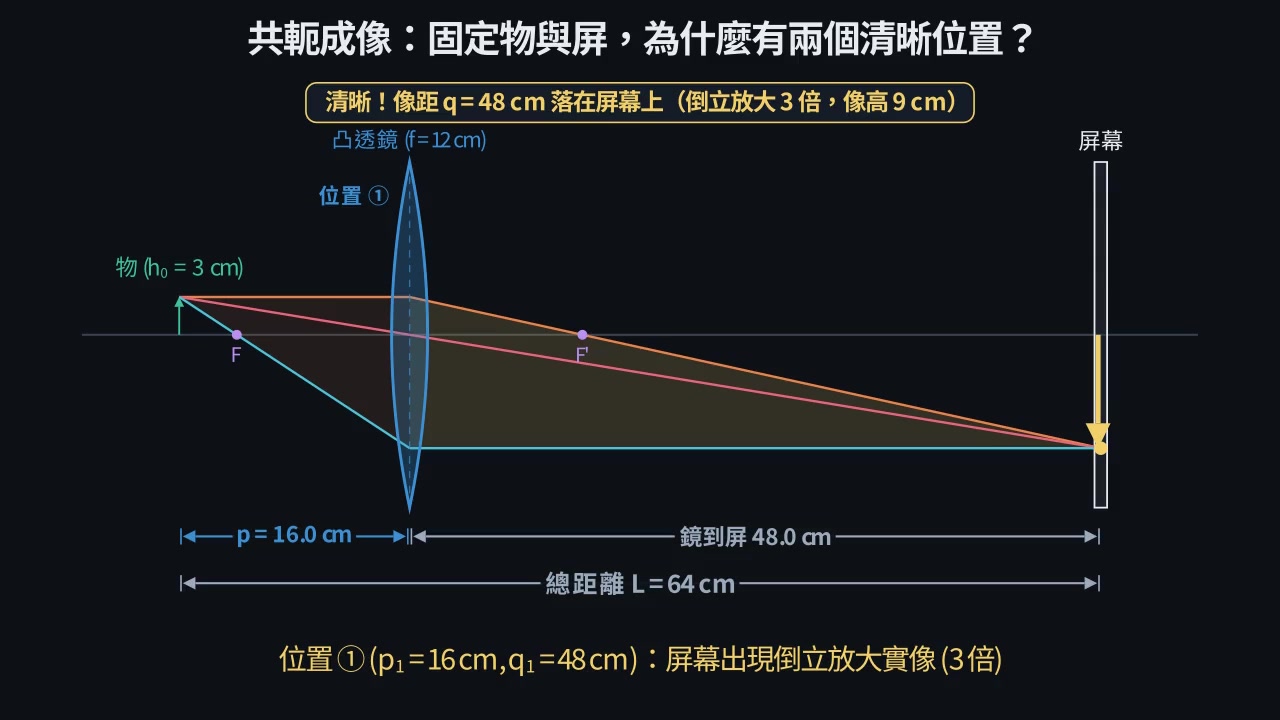 共軛成像：固定物與屏，為什麼有兩個清晰位置？
清晰！像距 q = 48 cm 落在屏幕上（倒立放大 3 倍，像高 9 cm）
凸透鏡 (f = 12 cm)
屏幕
位置 ①
物 (h₀ = 3 cm)
F
F'
p = 16.0 cm
鏡到屏 48.0 cm
總距離 L = 64 cm
位置 ① (p₁ = 16 cm, q₁ = 48 cm)：屏幕出現倒立放大實像 (3 倍)